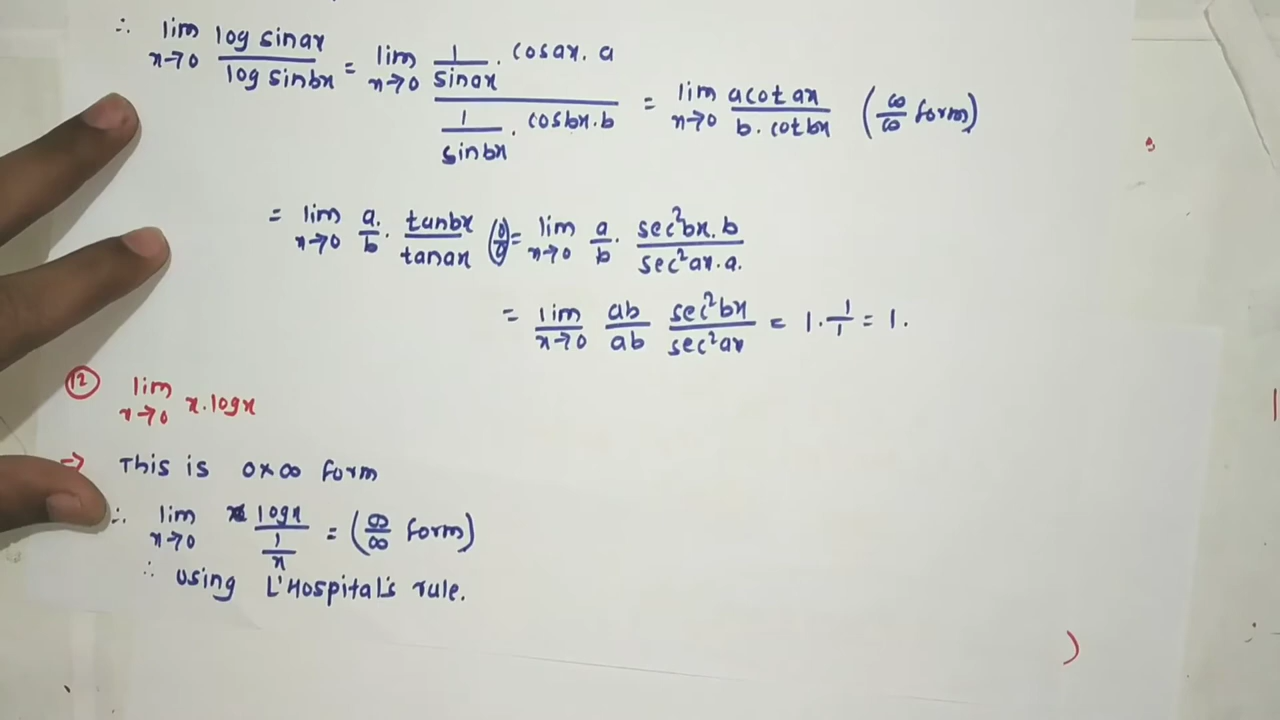 ∴ lim x→0 log sinax / log sinbx = lim x→0 (1/sinax . cosax. a) / (1/sinbx . cosbx. b) = lim x→0 acotax / b. cotbx (∞/∞ form)
= lim x→0 a/b . tanbx/tanax (0/0) = lim x→0 a/b . sec²bx. b / sec²ax. a.
= lim x→0 ab/ab sec²bx / sec²ax = 1. 1/1 = 1.
12 lim x→0 x. logx
⇒ This is 0×∞ form
∴ lim x→0 logx / (1/x) = (∞/∞ form)
∴ using L'Hospital's rule.